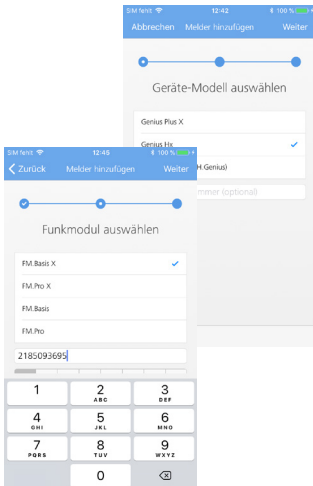 SIM fehlt 12:42 100 %
Abbrechen Melder hinzufügen Weiter
Geräte-Modell auswählen
Genius Plus X
Genius Hx
H.Genius)
mmer (optional)
SIM fehlt 12:45 100 %
Zurück Melder hinzufügen Weiter
Funkmodul auswählen
FM.Basis X
FM.Pro X
FM.Basis
FM.Pro
2185093695
1 2 3
ABC DEF
4 5 6
GHI JKL MNO
7 8 9
PQRS TUV WXYZ
0